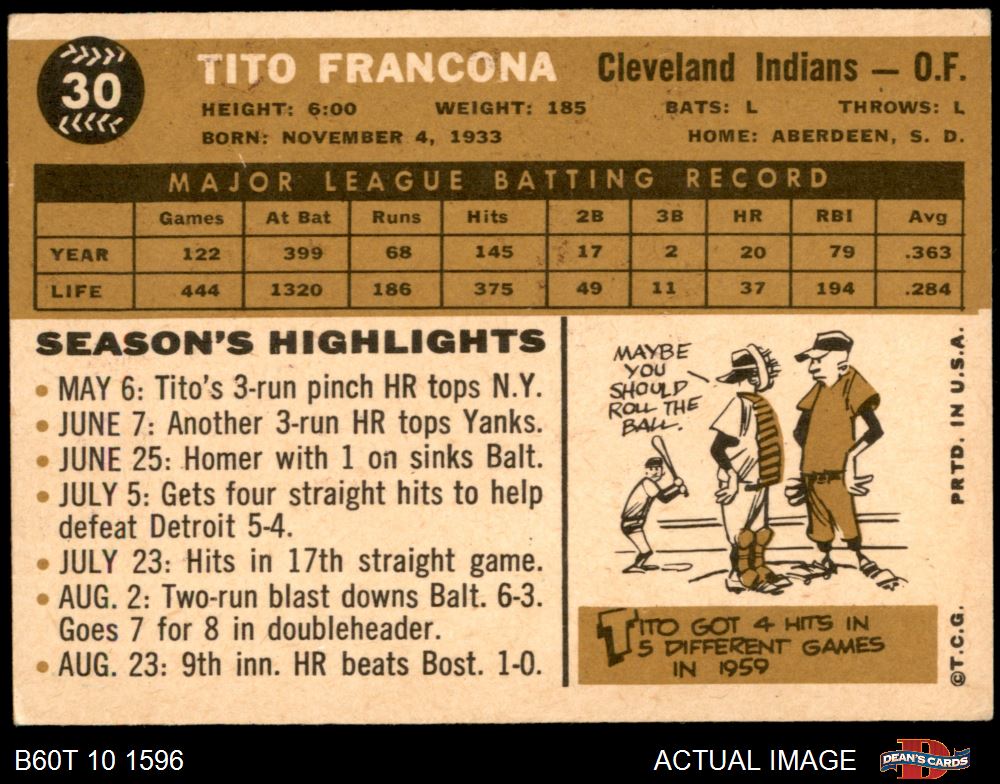 30
TITO FRANCONA Cleveland Indians — O.F.
HEIGHT: 6:00 WEIGHT: 185 BATS: L THROWS: L
BORN: NOVEMBER 4, 1933 HOME: ABERDEEN, S. D.
MAJOR LEAGUE BATTING RECORD
Games At Bat Runs Hits 2B 3B HR RBI Avg
YEAR 122 399 68 145 17 2 20 79 .363
LIFE 444 1320 186 375 49 11 37 194 .284
SEASON'S HIGHLIGHTS
• MAY 6: Tito's 3-run pinch HR tops N.Y.
• JUNE 7: Another 3-run HR tops Yanks.
• JUNE 25: Homer with 1 on sinks Balt.
• JULY 5: Gets four straight hits to help
defeat Detroit 5-4.
• JULY 23: Hits in 17th straight game.
• AUG. 2: Two-run blast downs Balt. 6-3.
Goes 7 for 8 in doubleheader.
• AUG. 23: 9th inn. HR beats Bost. 1-0.
MAYBE
YOU
SHOULD
ROLL THE
BALL.
TITO GOT 4 HITS IN
5 DIFFERENT GAMES
IN 1959
©T.C.G. PRTD. IN U.S.A.
B60T 10 1596 ACTUAL IMAGE
D
DEAN'S CARDS